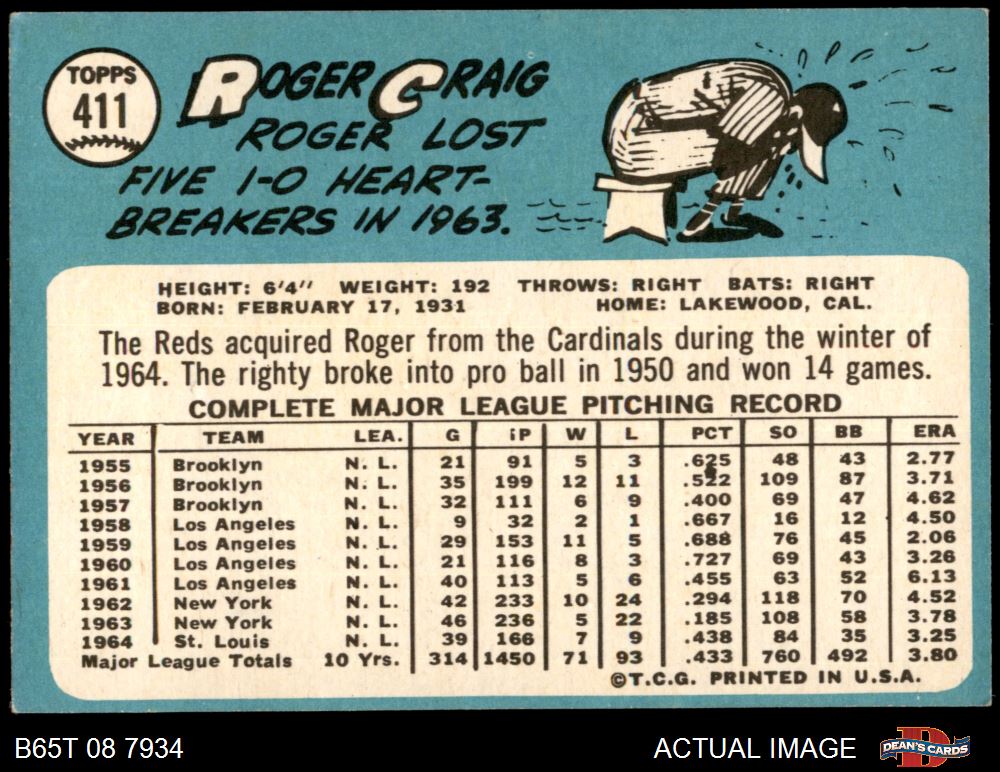 TOPPS
411
ROGER CRAIG
ROGER LOST
FIVE 1-0 HEART-
BREAKERS IN 1963.
HEIGHT: 6'4" WEIGHT: 192 THROWS: RIGHT BATS: RIGHT
BORN: FEBRUARY 17, 1931 HOME: LAKEWOOD, CAL.
The Reds acquired Roger from the Cardinals during the winter of
1964. The righty broke into pro ball in 1950 and won 14 games.
COMPLETE MAJOR LEAGUE PITCHING RECORD
YEAR TEAM LEA. G IP W L PCT SO BB ERA
1955 Brooklyn N. L. 21 91 5 3 .625 48 43 2.77
1956 Brooklyn N. L. 35 199 12 11 .522 109 87 3.71
1957 Brooklyn N. L. 32 111 6 9 .400 69 47 4.62
1958 Los Angeles N. L. 9 32 2 1 .667 16 12 4.50
1959 Los Angeles N. L. 29 153 11 5 .688 76 45 2.06
1960 Los Angeles N. L. 21 116 8 3 .727 69 43 3.26
1961 Los Angeles N. L. 40 113 5 6 .455 63 52 6.13
1962 New York N. L. 42 233 10 24 .294 118 70 4.52
1963 New York N. L. 46 236 5 22 .185 108 58 3.78
1964 St. Louis N. L. 39 166 7 9 .438 84 35 3.25
Major League Totals 10 Yrs. 314 1450 71 93 .433 760 492 3.80
©T.C.G. PRINTED IN U.S.A.
B65T 08 7934 ACTUAL IMAGE DEAN'S CARDS